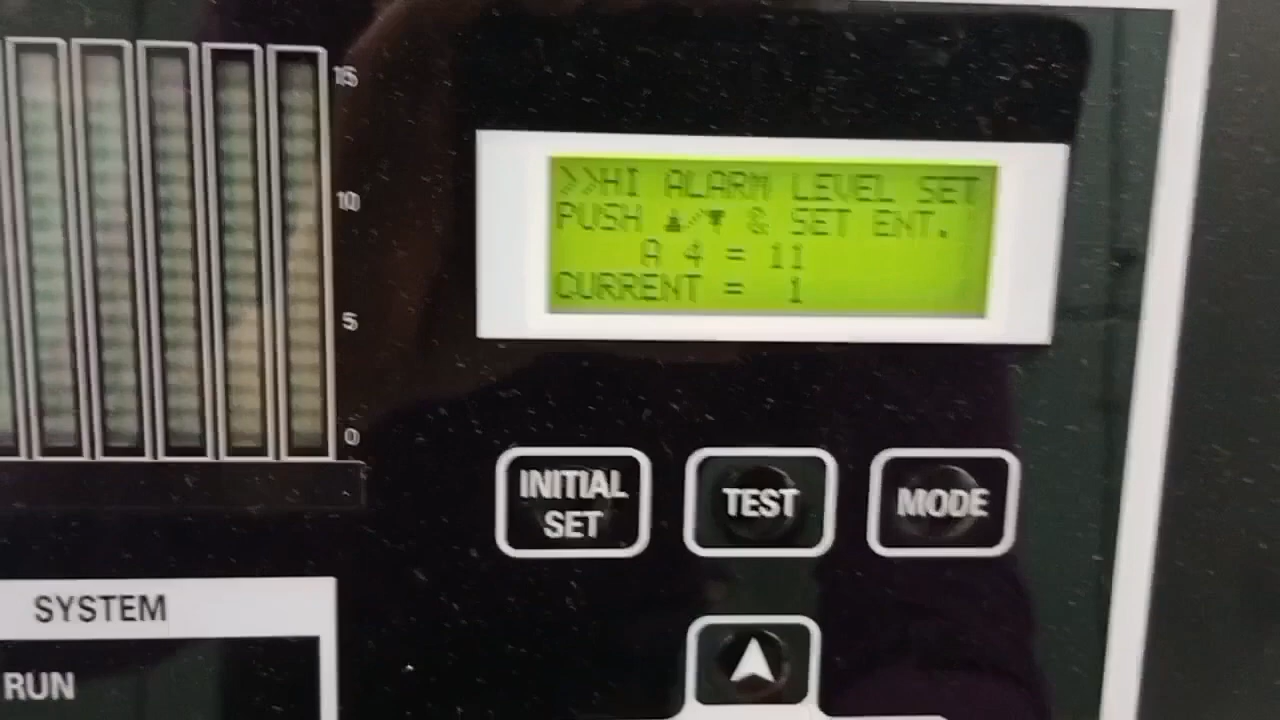 15
10
5
0
>>HI ALARM LEVEL SET
PUSH ▲/▼ & SET ENT.
A 4 = 11
CURRENT = 1
INITIAL
SET
TEST
MODE
SYSTEM
RUN